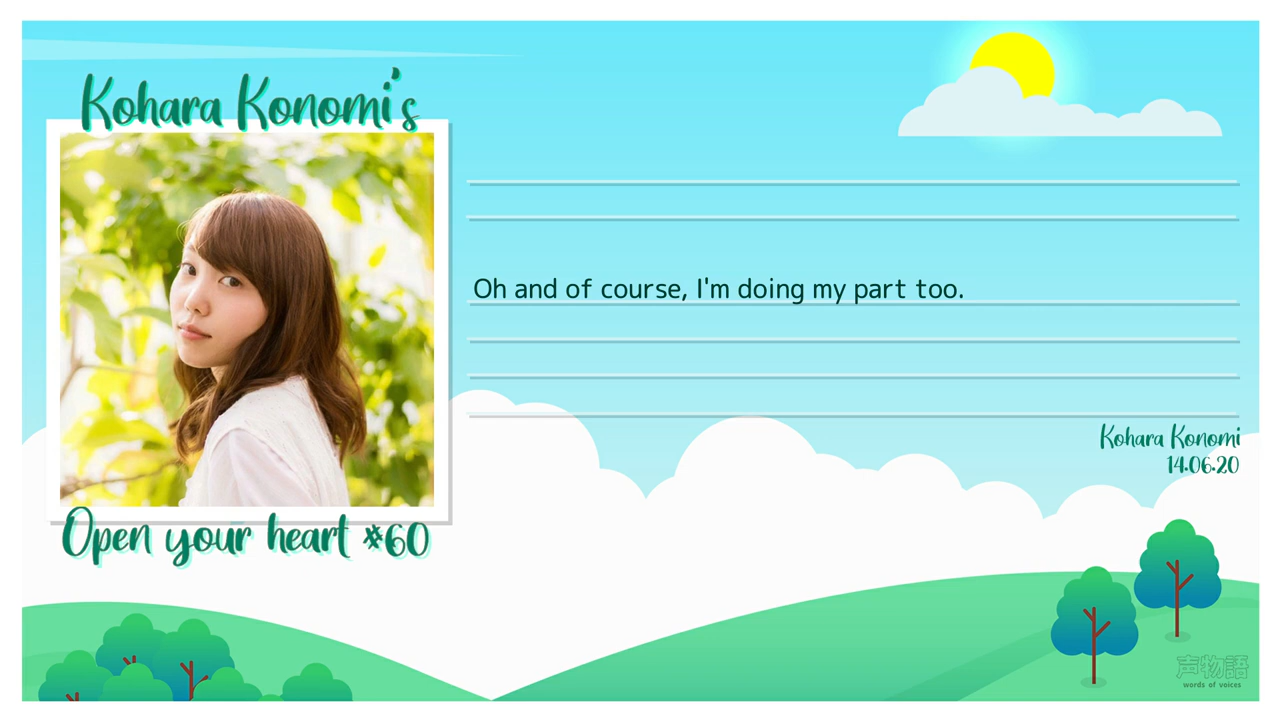 Kohara Konomi's
Oh and of course, I'm doing my part too.
Kohara Konomi
14.06.20
Open your heart #60
声物語
words of voices